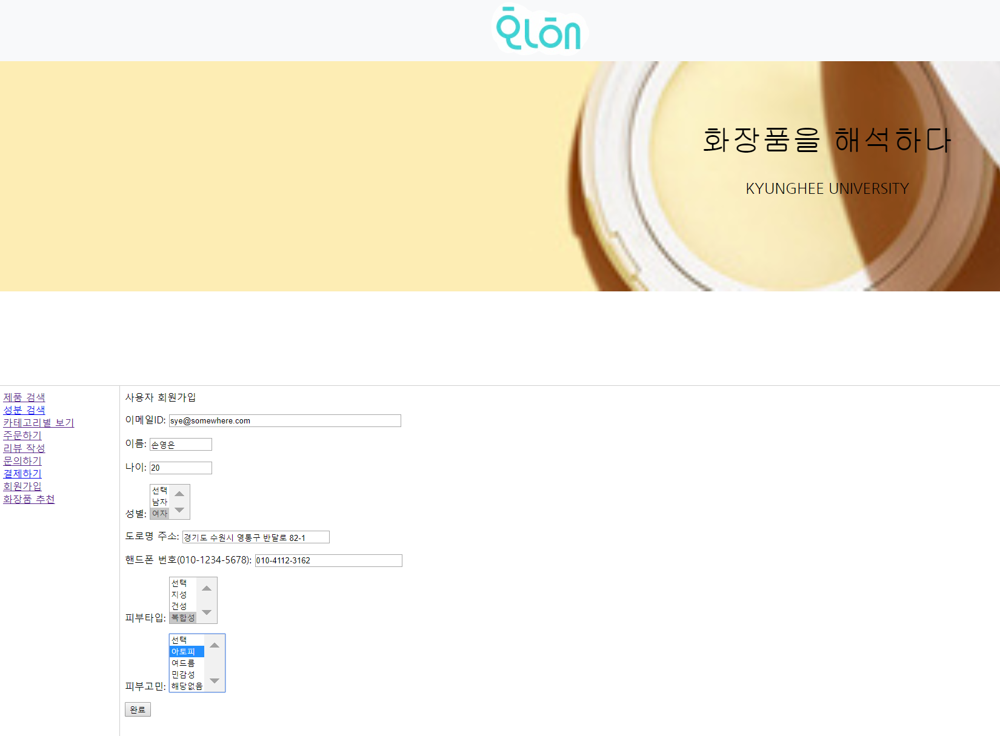 화장품을 해석하다
KYUNGHEE UNIVERSITY
제품 검색
성분 검색
카테고리별 보기
주문하기
리뷰 작성
문의하기
결제하기
회원가입
화장품 추천
사용자 회원가입
이메일ID: sye@somewhere.com
이름: 손영은
나이: 20
선택
남자
성별: 여자
도로명 주소: 경기도 수원시 영통구 반달로 82-1
핸드폰 번호(010-1234-5678): 010-4112-3162
선택
지성
건성
피부타입: 복합성
선택
아토피
여드름
민감성
피부고민: 해당없음
완료